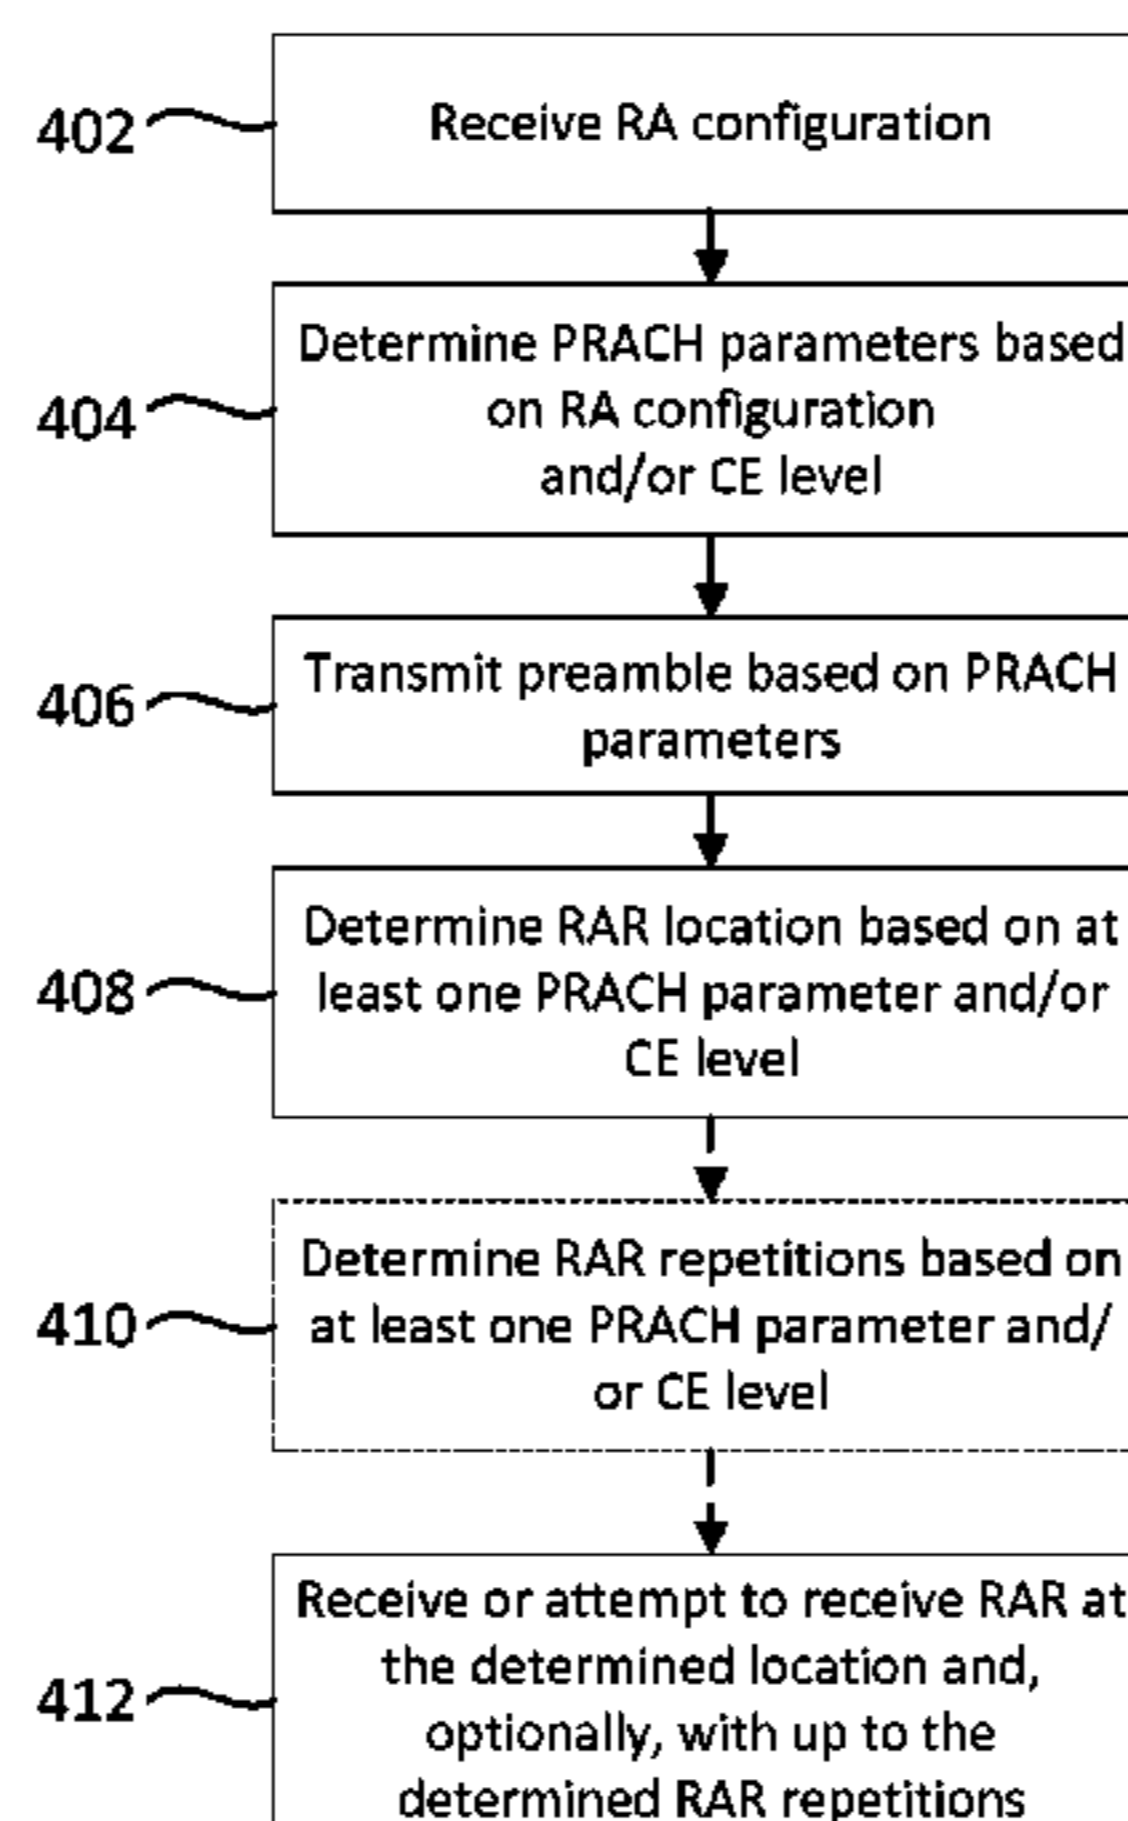 402
Receive RA configuration
404
Determine PRACH parameters based
on RA configuration
and/or CE level
406
Transmit preamble based on PRACH
parameters
408
Determine RAR location based on at
least one PRACH parameter and/or
CE level
410
Determine RAR repetitions based on
at least one PRACH parameter and/
or CE level
412
Receive or attempt to receive RAR at
the determined location and,
optionally, with up to the
determined RAR repetitions